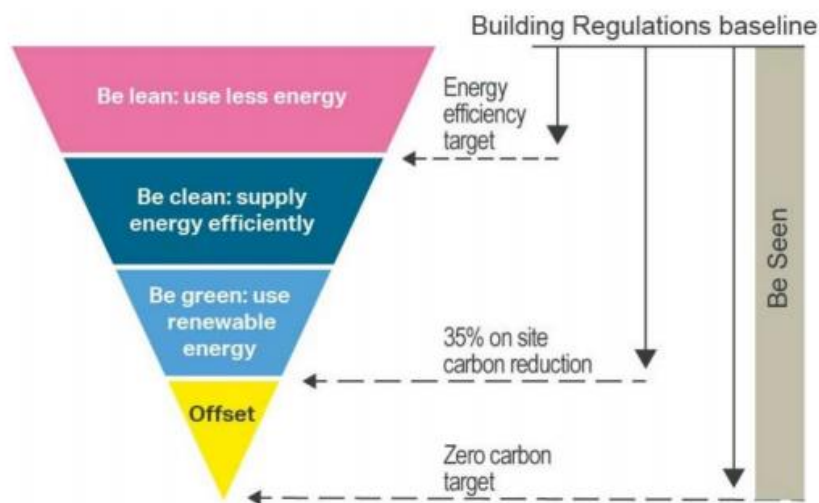 Building Regulations baseline
Be lean: use less energy
Energy
efficiency
target
Be clean: supply
energy efficiently
Be green: use
renewable
energy
35% on site
carbon reduction
Offset
Zero carbon
target
Be Seen